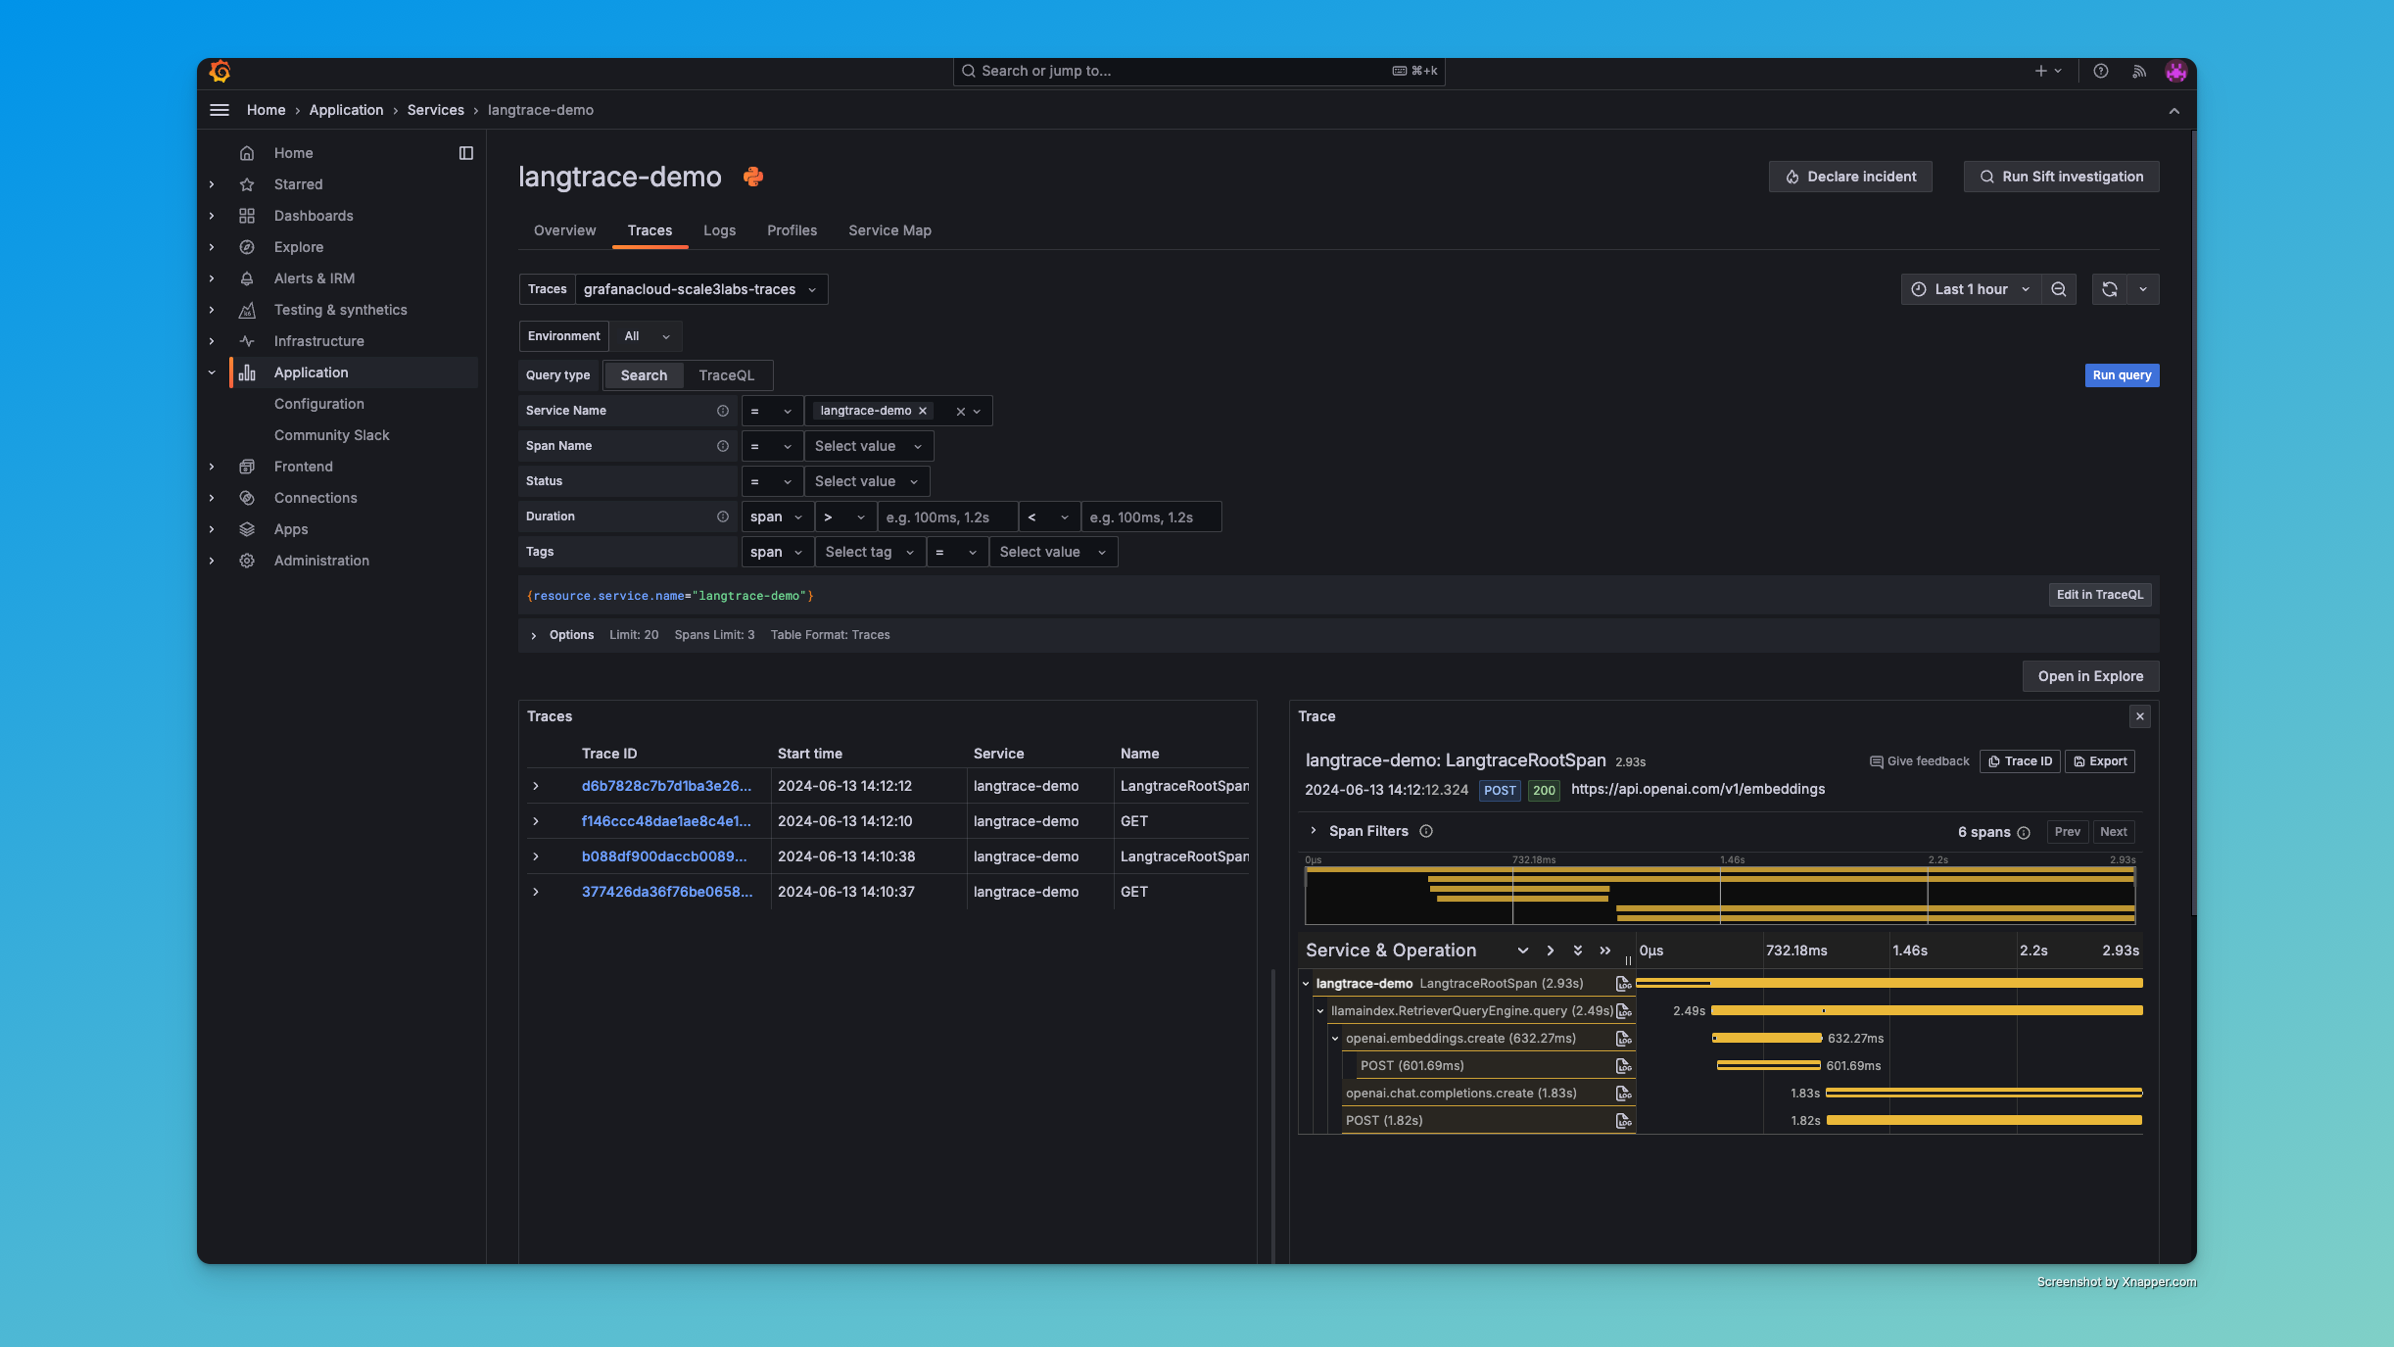 Search or jump to... ⌘+k
Home › Application › Services › langtrace-demo
Home
Starred
Dashboards
Explore
Alerts & IRM
Testing & synthetics
Infrastructure
Application
Configuration
Community Slack
Frontend
Connections
Apps
Administration
langtrace-demo
Declare incident
Run Sift investigation
Overview Traces Logs Profiles Service Map
Traces grafanacloud-scale3labs-traces
Last 1 hour
Environment All
Query type Search TraceQL
Run query
Service Name = langtrace-demo
Span Name = Select value
Status = Select value
Duration span > e.g. 100ms, 1.2s < e.g. 100ms, 1.2s
Tags span Select tag = Select value
{resource.service.name="langtrace-demo"}
Edit in TraceQL
Options Limit: 20 Spans Limit: 3 Table Format: Traces
Open in Explore
Traces
Trace ID Start time Service Name
d6b7828c7b7d1ba3e26... 2024-06-13 14:12:12 langtrace-demo LangtraceRootSpan
f146ccc48dae1ae8c4e1... 2024-06-13 14:12:10 langtrace-demo GET
b088df900daccb0089... 2024-06-13 14:10:38 langtrace-demo LangtraceRootSpan
377426da36f76be0658... 2024-06-13 14:10:37 langtrace-demo GET
Trace
langtrace-demo: LangtraceRootSpan 2.93s
Give feedback Trace ID Export
2024-06-13 14:12:12.324 POST 200 https://api.openai.com/v1/embeddings
Span Filters
6 spans Prev Next
0µs 732.18ms 1.46s 2.2s 2.93s
Service & Operation 0µs 732.18ms 1.46s 2.2s 2.93s
langtrace-demo LangtraceRootSpan (2.93s)
llamaindex.RetrieverQueryEngine.query (2.49s) 2.49s
openai.embeddings.create (632.27ms) 632.27ms
POST (601.69ms) 601.69ms
openai.chat.completions.create (1.83s) 1.83s
POST (1.82s) 1.82s
Screenshot by Xnapper.com